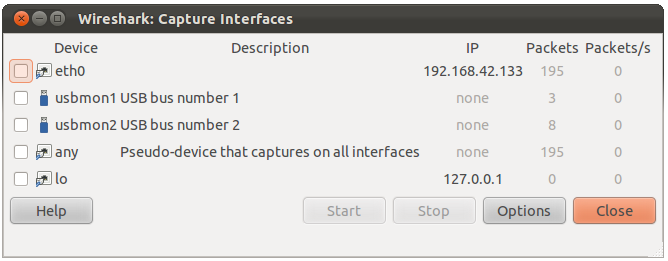 Wireshark: Capture Interfaces
Device Description IP Packets Packets/s
eth0 192.168.42.133 195 0
usbmon1 USB bus number 1 none 3 0
usbmon2 USB bus number 2 none 8 0
any Pseudo-device that captures on all interfaces none 195 0
lo 127.0.0.1 0 0
Help Start Stop Options Close